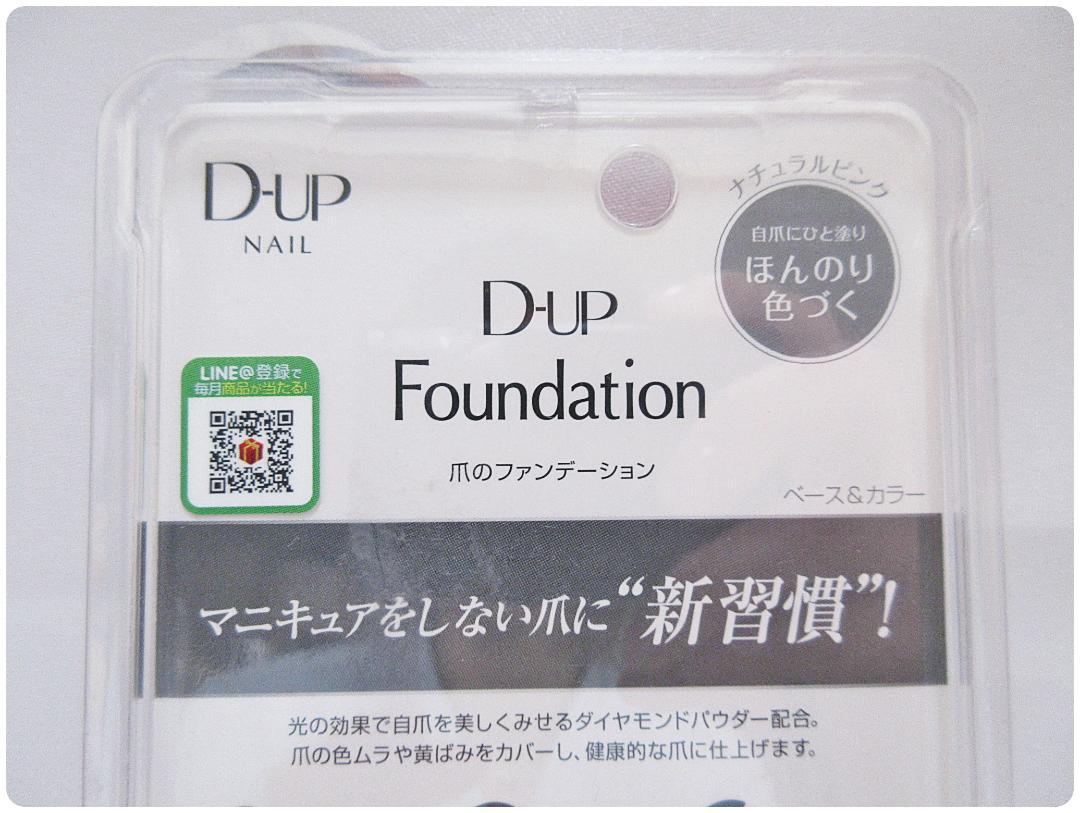 D-UP
NAIL
ナチュラルピンク
自爪にひと塗り
ほんのり
色づく
D-UP
Foundation
爪のファンデーション
LINE@登録で
毎月商品が当たる!
ベース&カラー
マニキュアをしない爪に“新習慣”!
光の効果で自爪を美しくみせるダイヤモンドパウダー配合。
爪の色ムラや黄ばみをカバーし、健康的な爪に仕上げます。